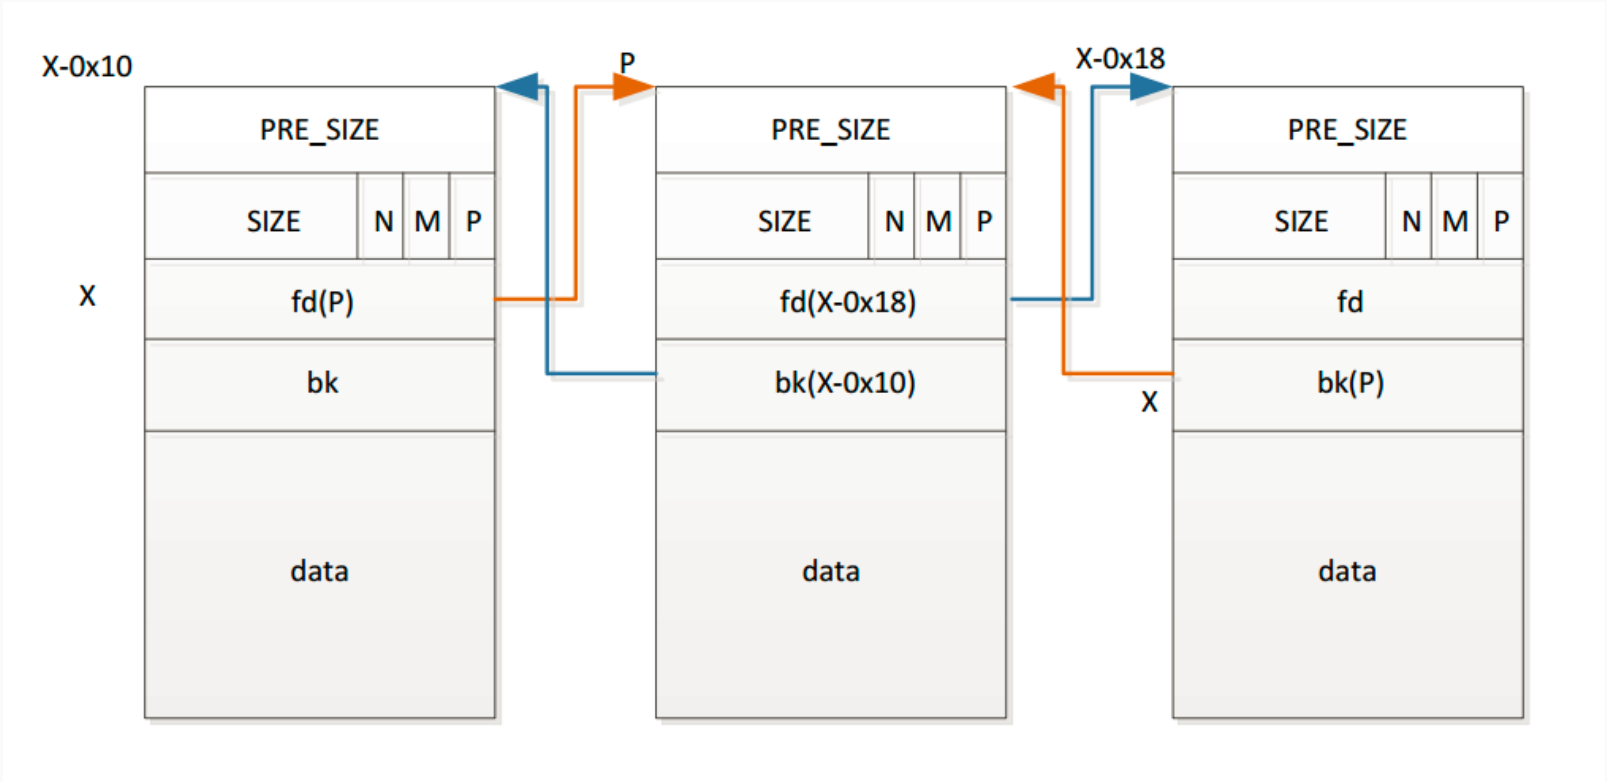 X-0x10
P
X-0x18
PRE_SIZE
PRE_SIZE
PRE_SIZE
SIZE N M P
SIZE N M P
SIZE N M P
X
fd(P)
fd(X-0x18)
fd
bk
bk(X-0x10)
bk(P)
X
data
data
data